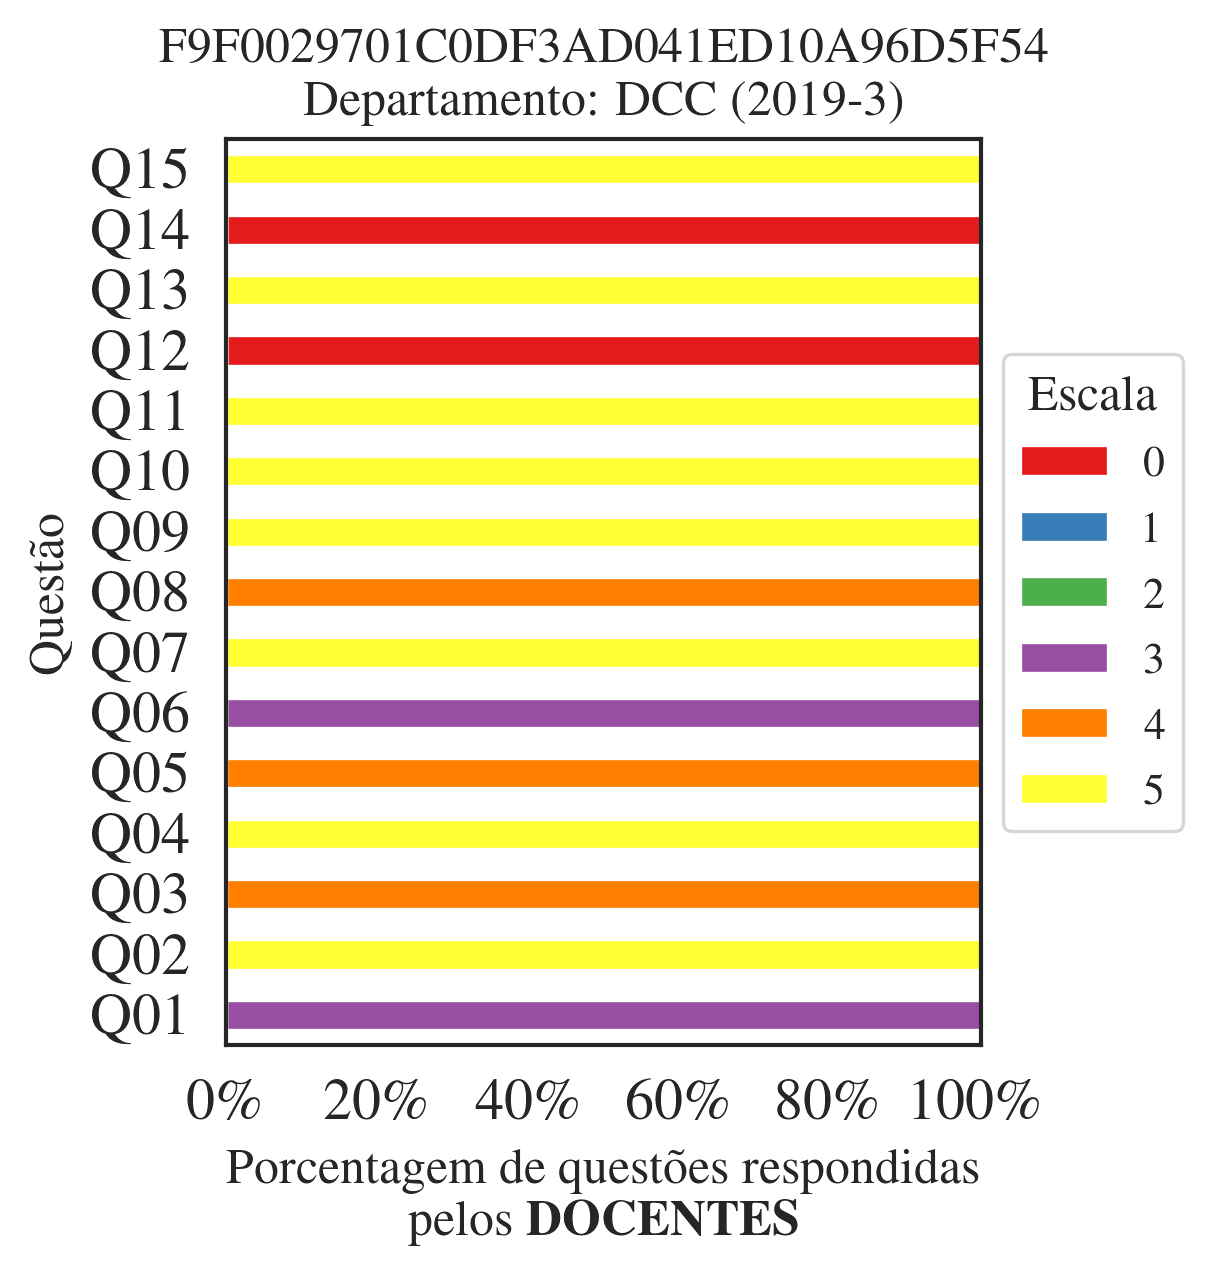 F9F0029701C0DF3AD041ED10A96D5F54
Departamento: DCC (2019-3)
Questão
Q15
Q14
Q13
Q12
Q11
Q10
Q09
Q08
Q07
Q06
Q05
Q04
Q03
Q02
Q01
0% 20% 40% 60% 80% 100%
Porcentagem de questões respondidas
pelos DOCENTES
Escala
0
1
2
3
4
5